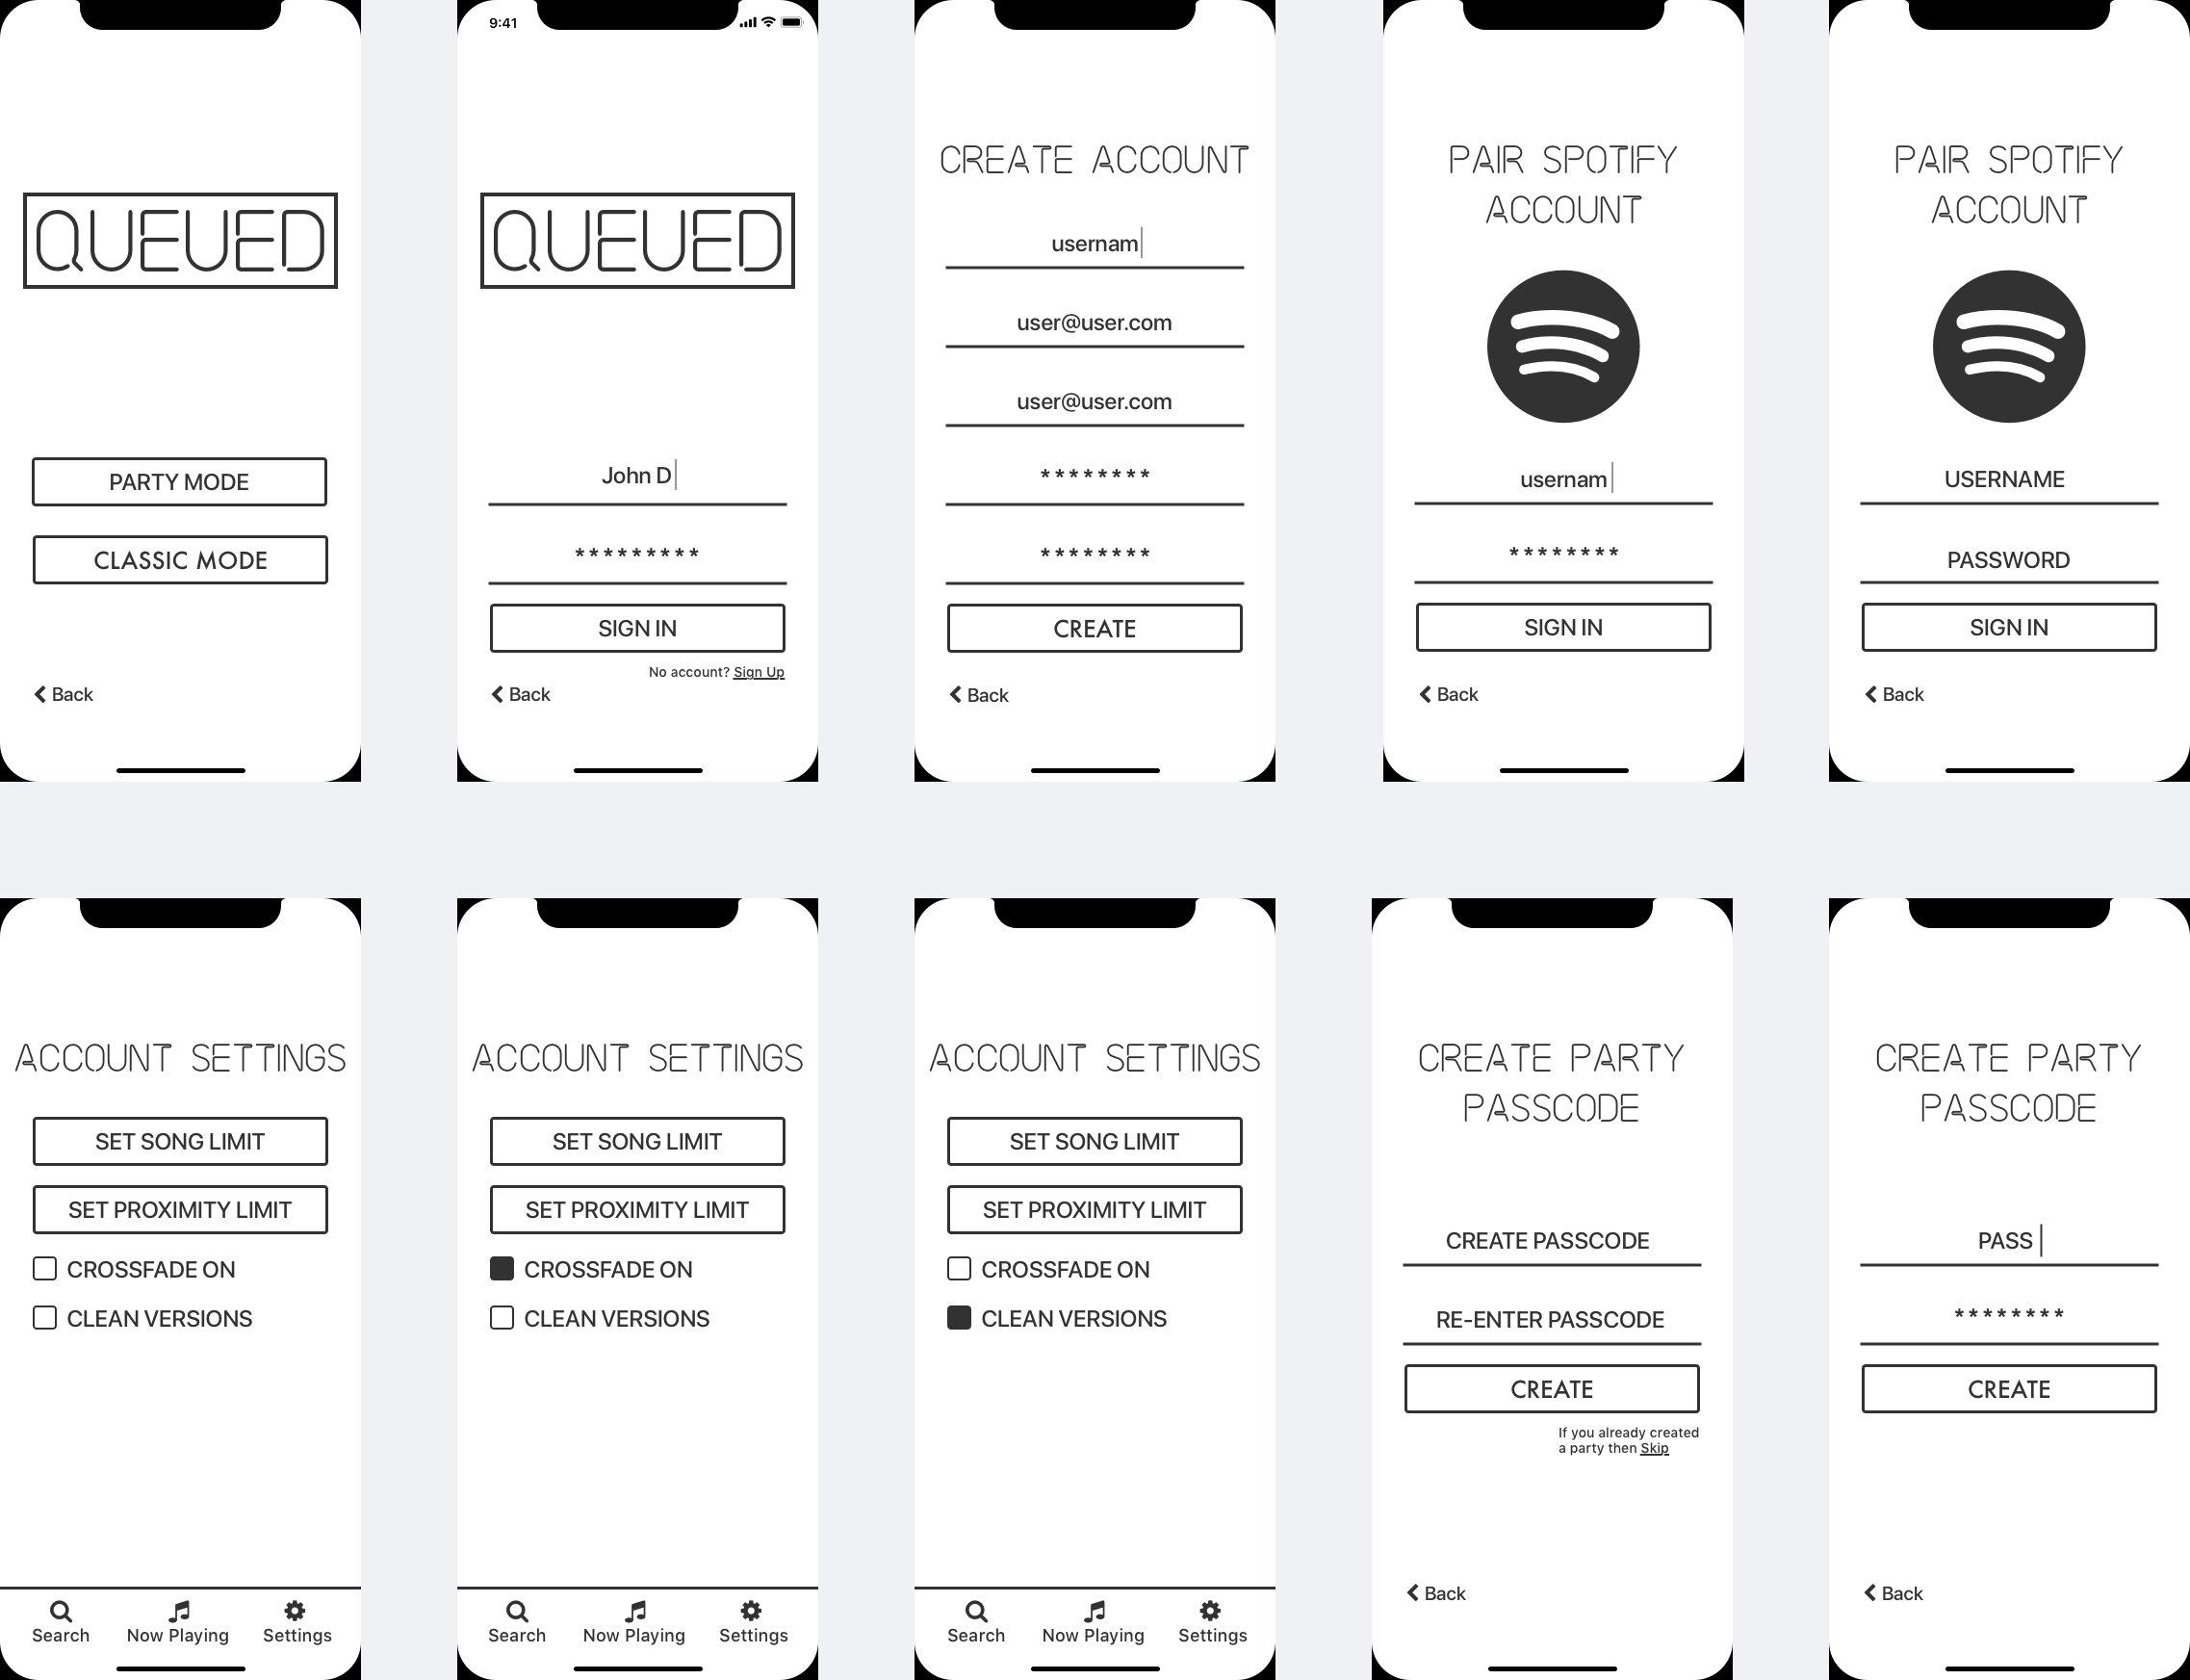 QUEUED
PARTY MODE
CLASSIC MODE
Back
9:41
QUEUED
John D
*********
SIGN IN
No account? Sign Up
Back
CREATE ACCOUNT
usernam
user@user.com
user@user.com
********
********
CREATE
Back
PAIR SPOTIFY
ACCOUNT
usernam
********
SIGN IN
Back
PAIR SPOTIFY
ACCOUNT
USERNAME
PASSWORD
SIGN IN
Back
ACCOUNT SETTINGS
SET SONG LIMIT
SET PROXIMITY LIMIT
CROSSFADE ON
CLEAN VERSIONS
Search Now Playing Settings
ACCOUNT SETTINGS
SET SONG LIMIT
SET PROXIMITY LIMIT
CROSSFADE ON
CLEAN VERSIONS
Search Now Playing Settings
ACCOUNT SETTINGS
SET SONG LIMIT
SET PROXIMITY LIMIT
CROSSFADE ON
CLEAN VERSIONS
Search Now Playing Settings
CREATE PARTY
PASSCODE
CREATE PASSCODE
RE-ENTER PASSCODE
CREATE
If you already created
a party then Skip
Back
CREATE PARTY
PASSCODE
PASS
********
CREATE
Back